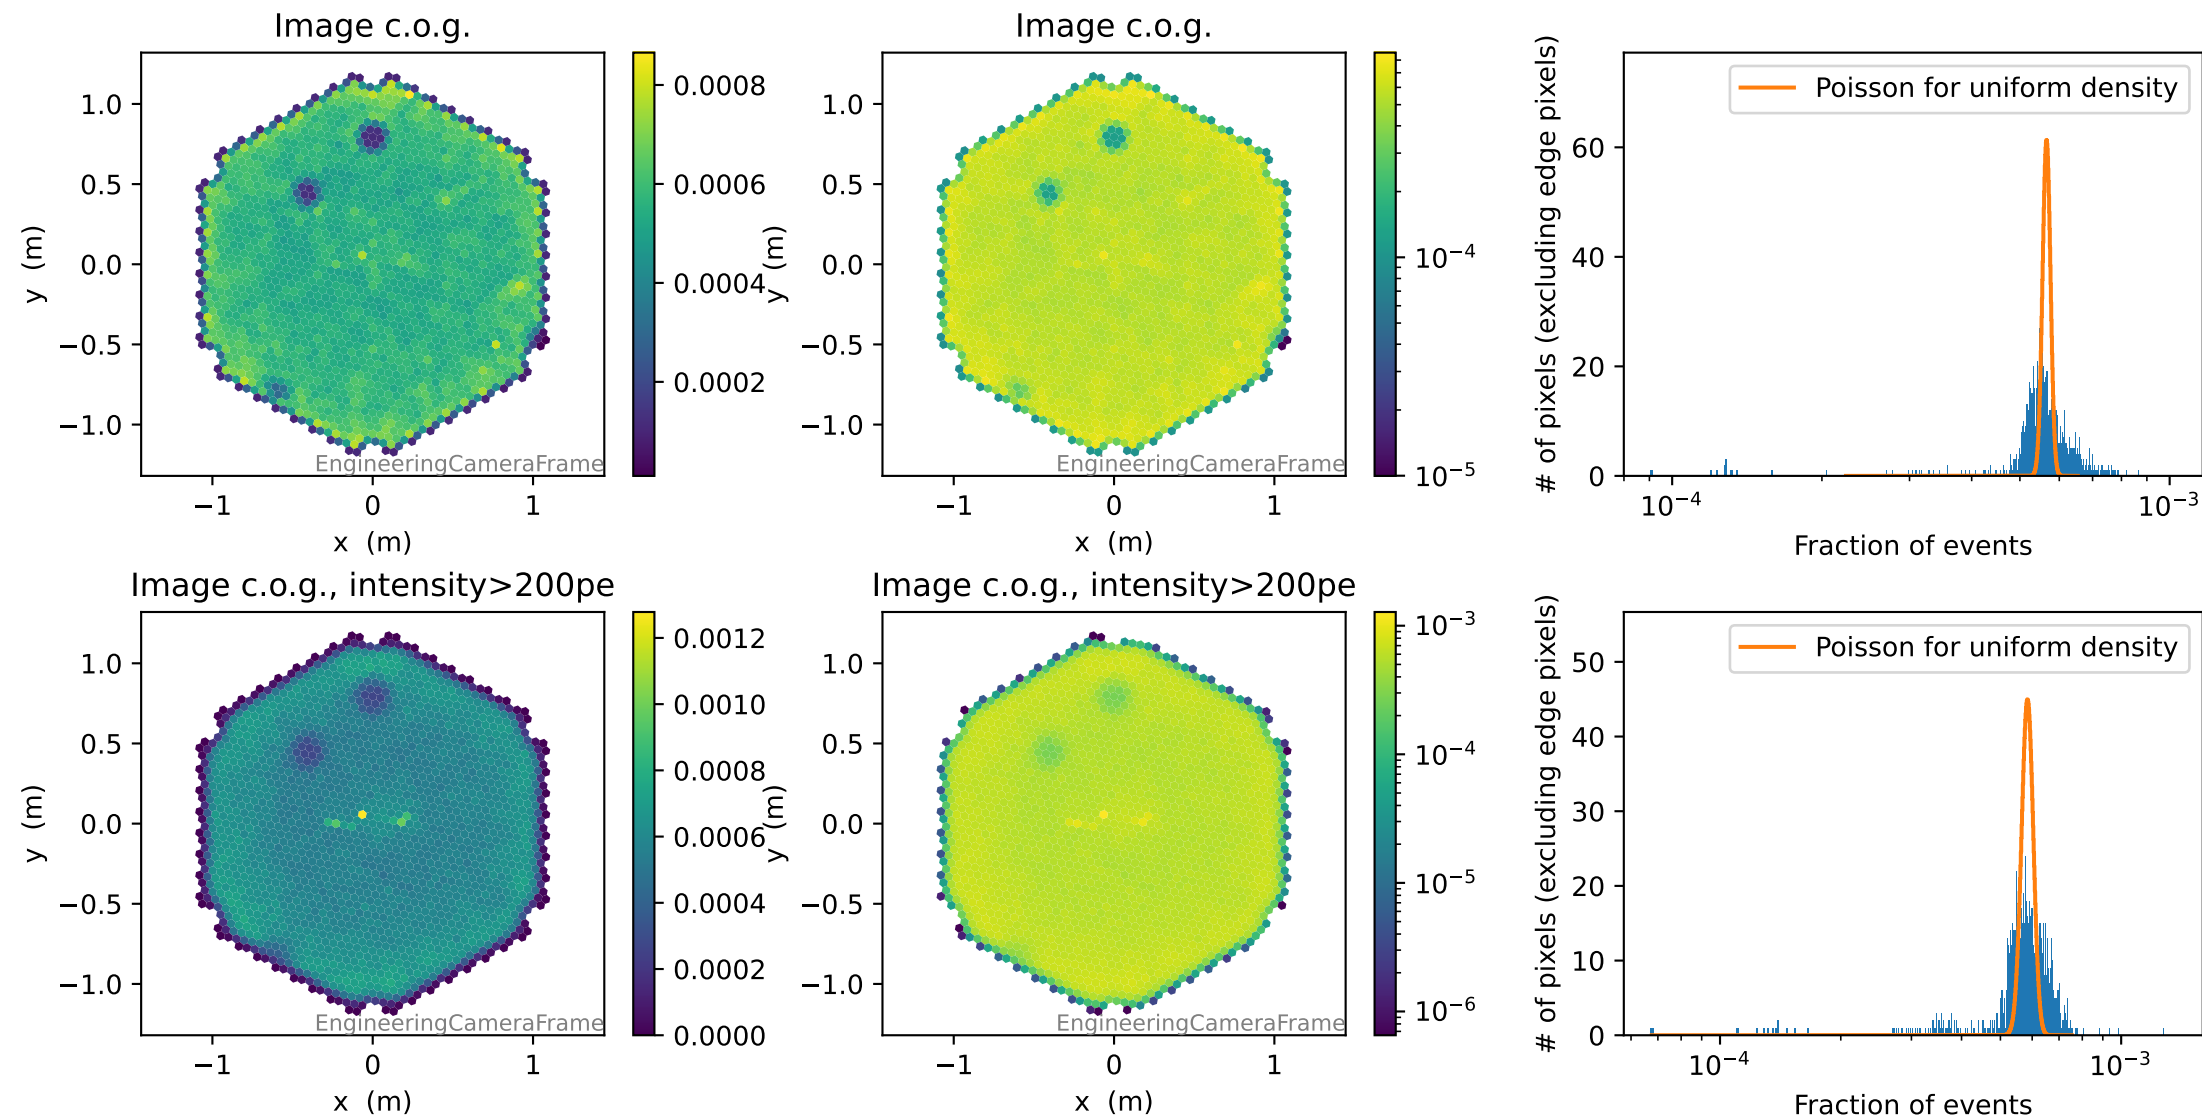 Image c.o.g.
Image c.o.g.
1.0
0.5
0.0
−0.5
−1.0
y (m)
−1
0
1
x (m)
EngineeringCameraFrame
0.0008
0.0006
0.0004
0.0002
1.0
0.5
0.0
−0.5
−1.0
y (m)
−1
0
1
x (m)
EngineeringCameraFrame
10⁻⁴
10⁻⁵
# of pixels (excluding edge pixels)
60
40
20
0
Poisson for uniform density
10⁻⁴
10⁻³
Fraction of events
Image c.o.g., intensity>200pe
Image c.o.g., intensity>200pe
1.0
0.5
0.0
−0.5
−1.0
y (m)
−1
0
1
x (m)
EngineeringCameraFrame
0.0012
0.0010
0.0008
0.0006
0.0004
0.0002
0.0000
1.0
0.5
0.0
−0.5
−1.0
y (m)
−1
0
1
x (m)
EngineeringCameraFrame
10⁻³
10⁻⁴
10⁻⁵
10⁻⁶
# of pixels (excluding edge pixels)
50
40
30
20
10
0
Poisson for uniform density
10⁻⁴
10⁻³
Fraction of events